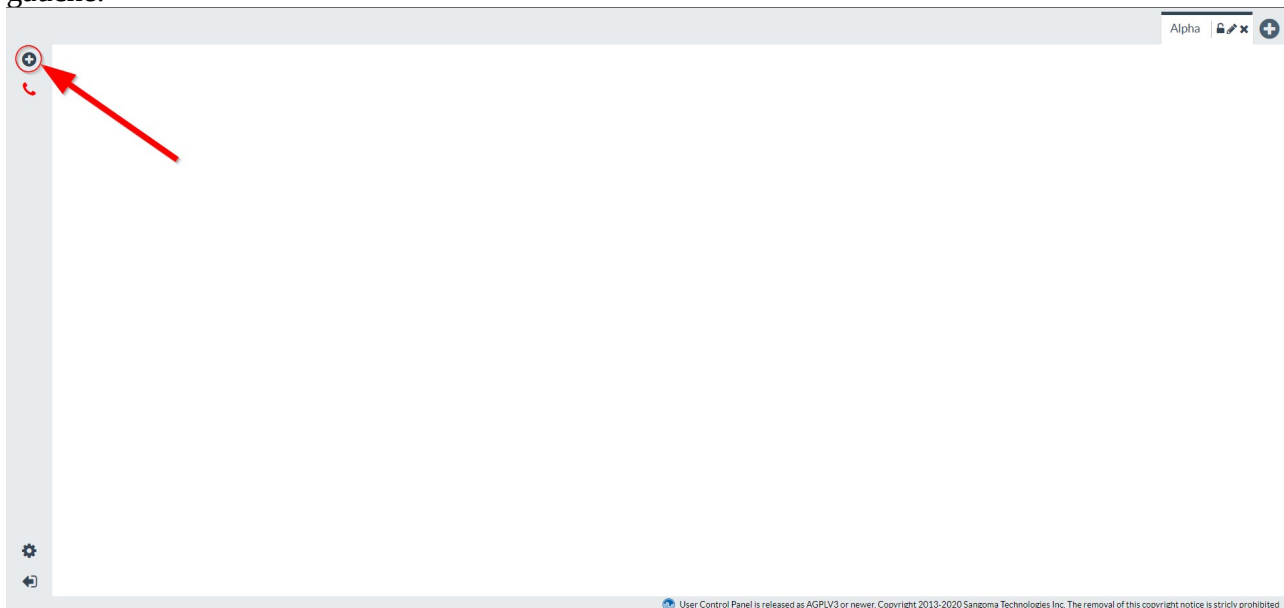 gauche.
Alpha
User Control Panel is released as AGPLV3 or newer. Copyright 2013-2020 Sangoma Technologies Inc. The removal of this copyright notice is stricly prohibited